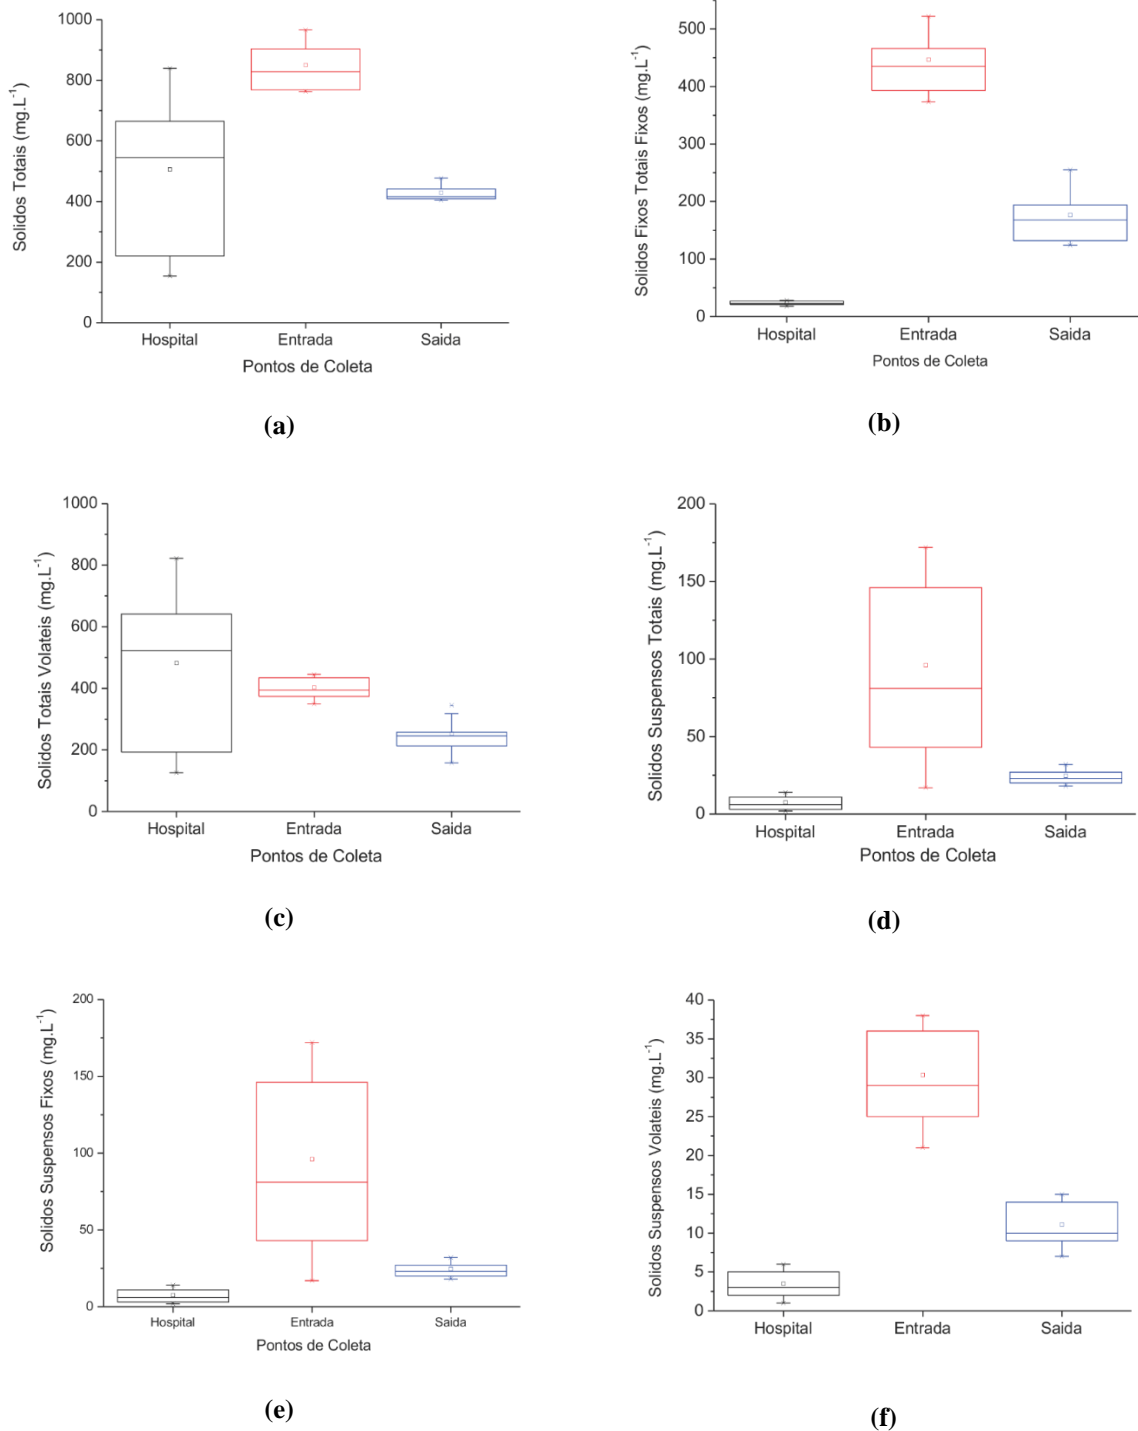 Solidos Totais (mg.L-1)
1000
800
600
400
200
0
Hospital Entrada Saida
Pontos de Coleta
(a)
Solidos Fixos Totais Fixos (mg.L-1)
500
400
300
200
100
0
Hospital Entrada Saida
Pontos de Coleta
(b)
Solidos Totais Volateis (mg.L-1)
1000
800
600
400
200
0
Hospital Entrada Saida
Pontos de Coleta
(c)
Solidos Suspensos Totais (mg.L-1)
200
150
100
50
0
Hospital Entrada Saida
Pontos de Coleta
(d)
Solidos Suspensos Fixos (mg.L-1)
200
150
100
50
0
Hospital Entrada Saida
Pontos de Coleta
(e)
Solidos Suspensos Volateis (mg.L-1)
40
35
30
25
20
15
10
5
0
Hospital Entrada Saida
(f)